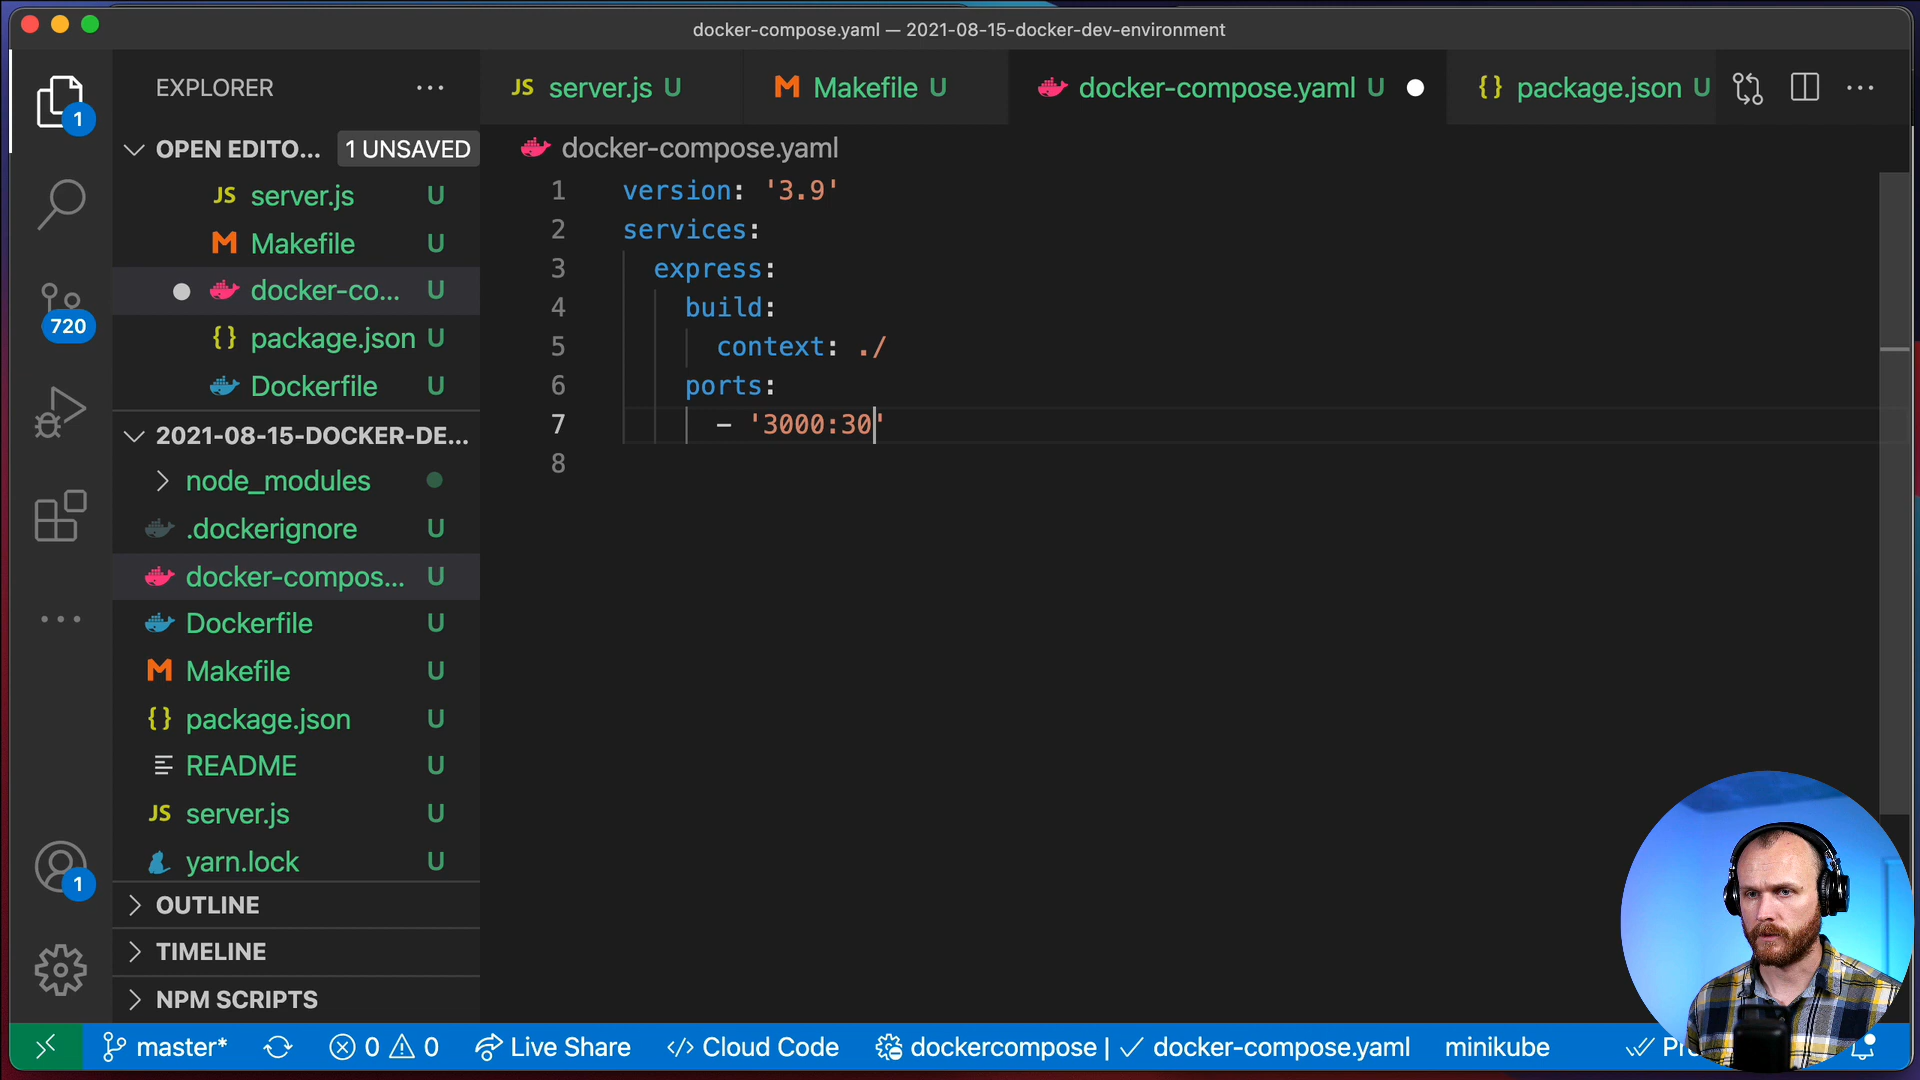 docker-compose.yaml — 2021-08-15-docker-dev-environment
EXPLORER
JS server.js U
M Makefile U
docker-compose.yaml U
{} package.json U
1
OPEN EDITO... 1 UNSAVED
JS server.js U
M Makefile U
docker-co... U
{} package.json U
Dockerfile U
720
2021-08-15-DOCKER-DE...
node_modules
.dockerignore U
docker-compos... U
Dockerfile U
M Makefile U
{} package.json U
README U
JS server.js U
yarn.lock U
1
OUTLINE
TIMELINE
NPM SCRIPTS
docker-compose.yaml
1 version: '3.9'
2 services:
3 express:
4 build:
5 context: ./
6 ports:
7 - '3000:30'
8
master* 0 0 Live Share Cloud Code dockercompose | docker-compose.yaml minikube